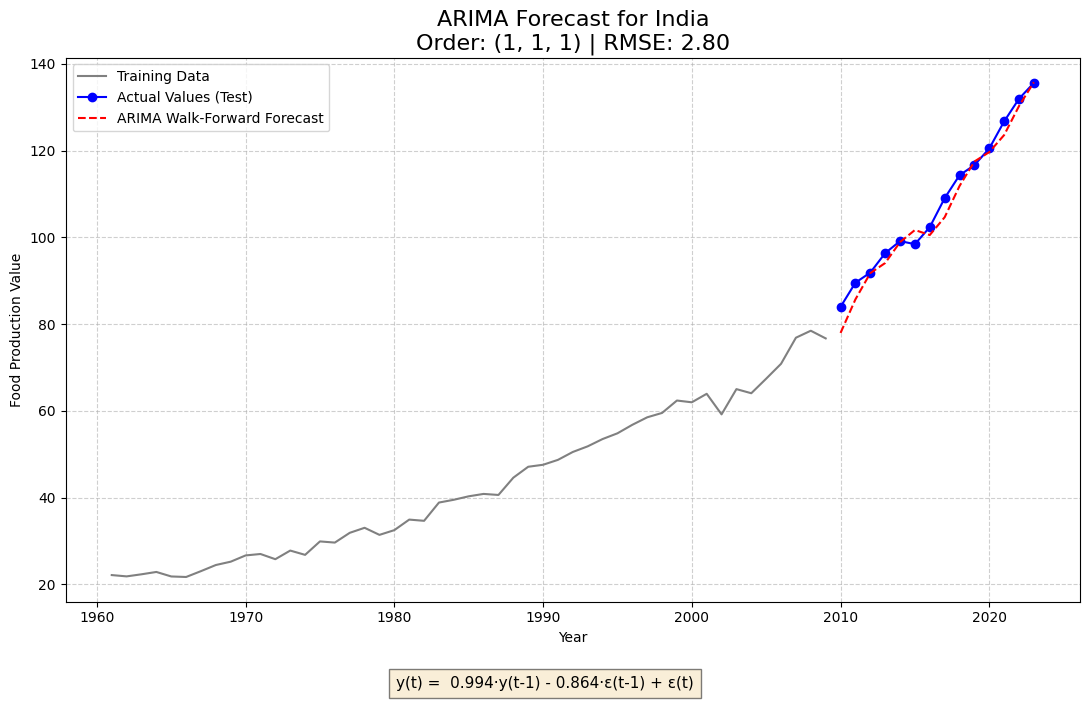 ARIMA Forecast for India
Order: (1, 1, 1) | RMSE: 2.80
Training Data
Actual Values (Test)
ARIMA Walk-Forward Forecast
Food Production Value
140
120
100
80
60
40
20
1960 1970 1980 1990 2000 2010 2020
Year
y(t) = 0.994·y(t-1) - 0.864·ε(t-1) + ε(t)